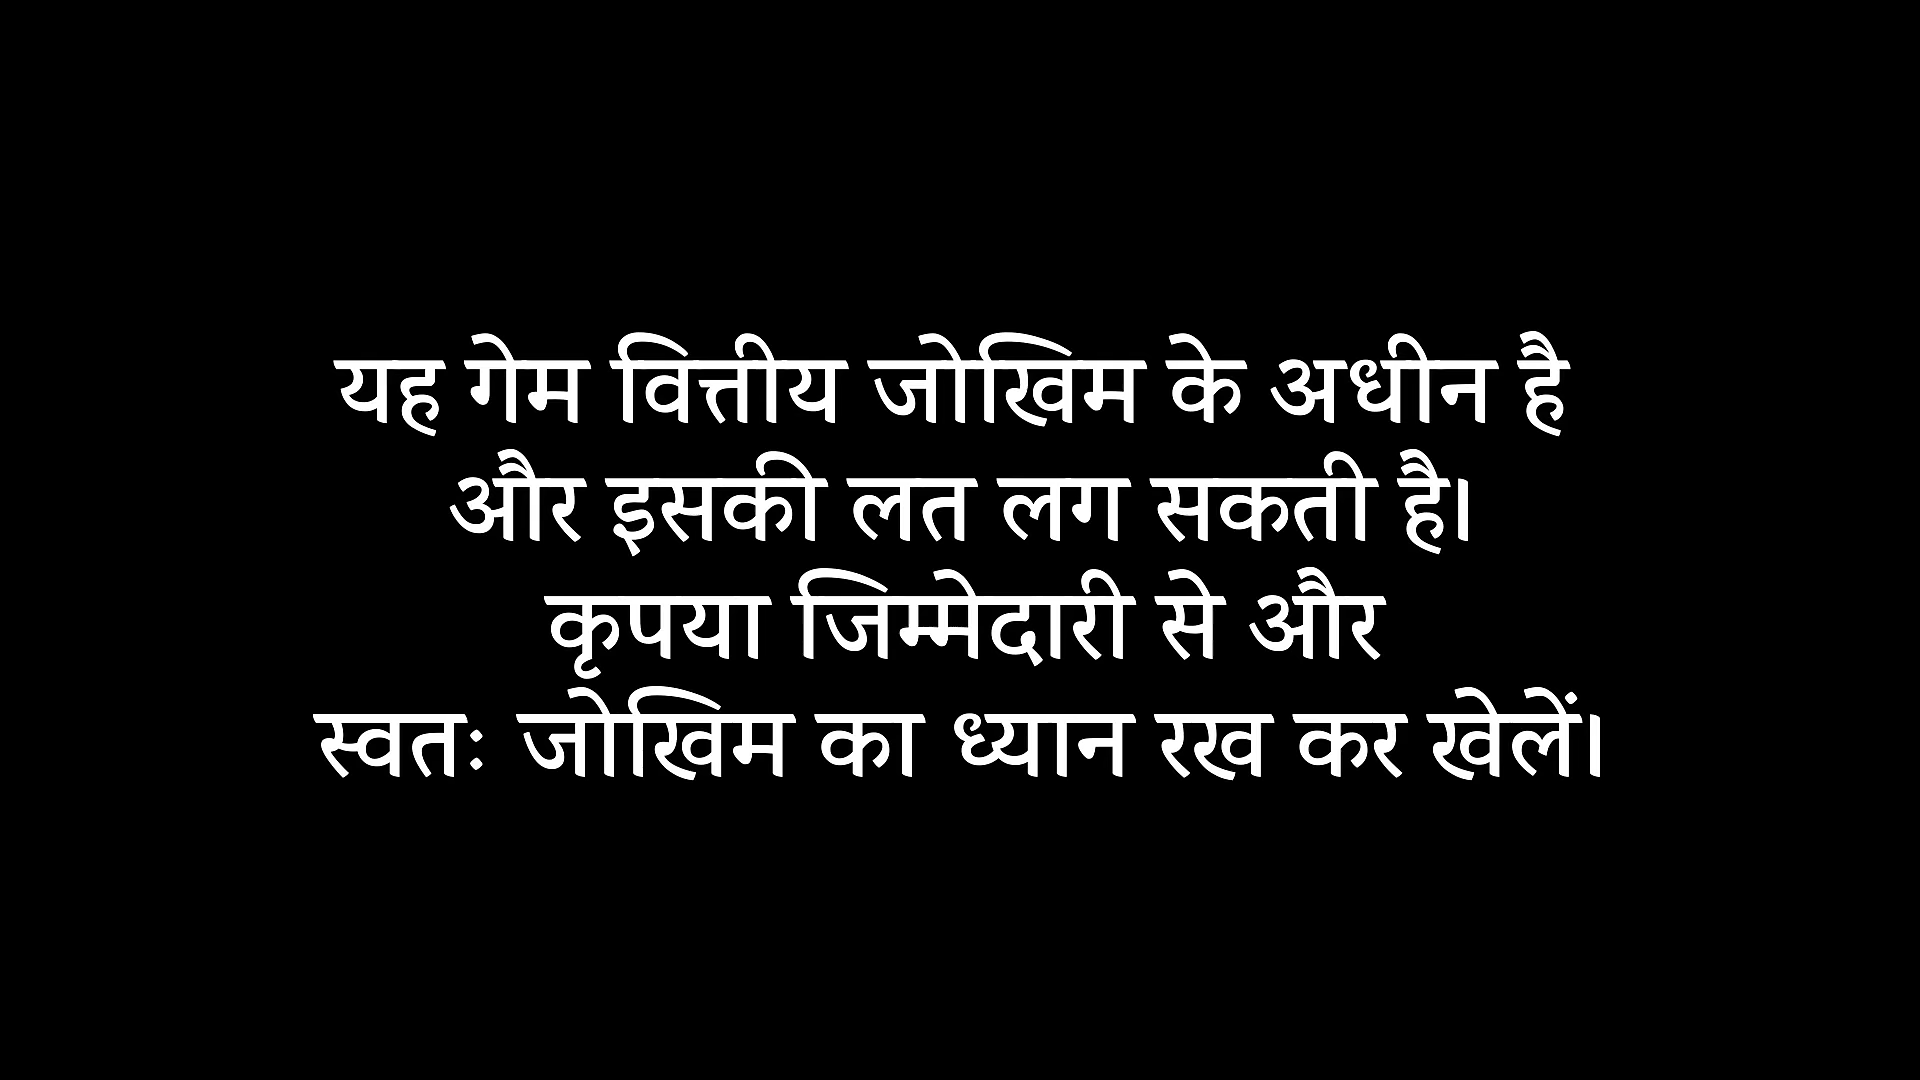 यह गेम वित्तीय जोखिम के अधीन है
और इसकी लत लग सकती है।
कृपया जिम्मेदारी से और
स्वतः जोखिम का ध्यान रख कर खेलें।